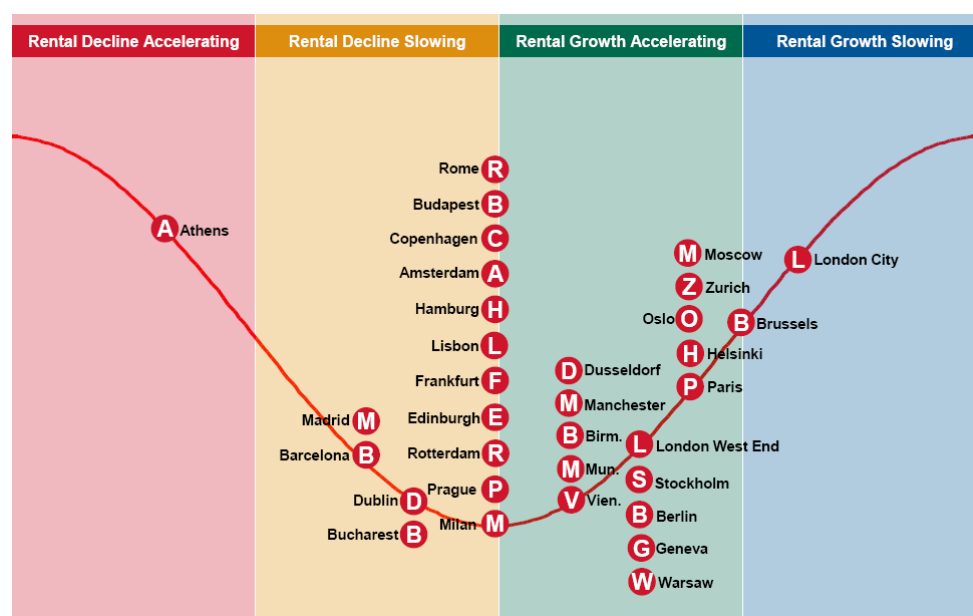 Rental Decline Accelerating
Rental Decline Slowing
Rental Growth Accelerating
Rental Growth Slowing
A Athens
Madrid M
Barcelona B
Dublin D
Bucharest B
Rome R
Budapest B
Copenhagen C
Amsterdam A
Hamburg H
Lisbon L
Frankfurt F
Edinburgh E
Rotterdam R
Prague P
Milan M
D Dusseldorf
M Manchester
B Birm.
M Mun.
V Vien.
M Moscow
Z Zurich
Oslo O
H Helsinki
P Paris
L London West End
S Stockholm
B Berlin
G Geneva
W Warsaw
B Brussels
L London City